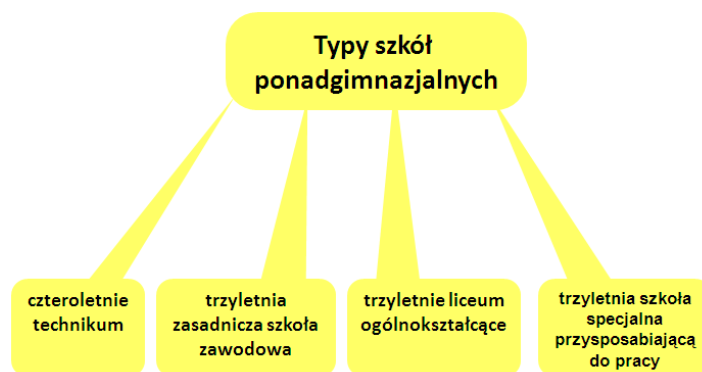 Typy szkół
ponadgimnazjalnych
czteroletnie
technikum
trzyletnia
zasadnicza szkoła
zawodowa
trzyletnie liceum
ogólnokształcące
trzyletnia szkoła
specjalna
przysposabiającą
do pracy